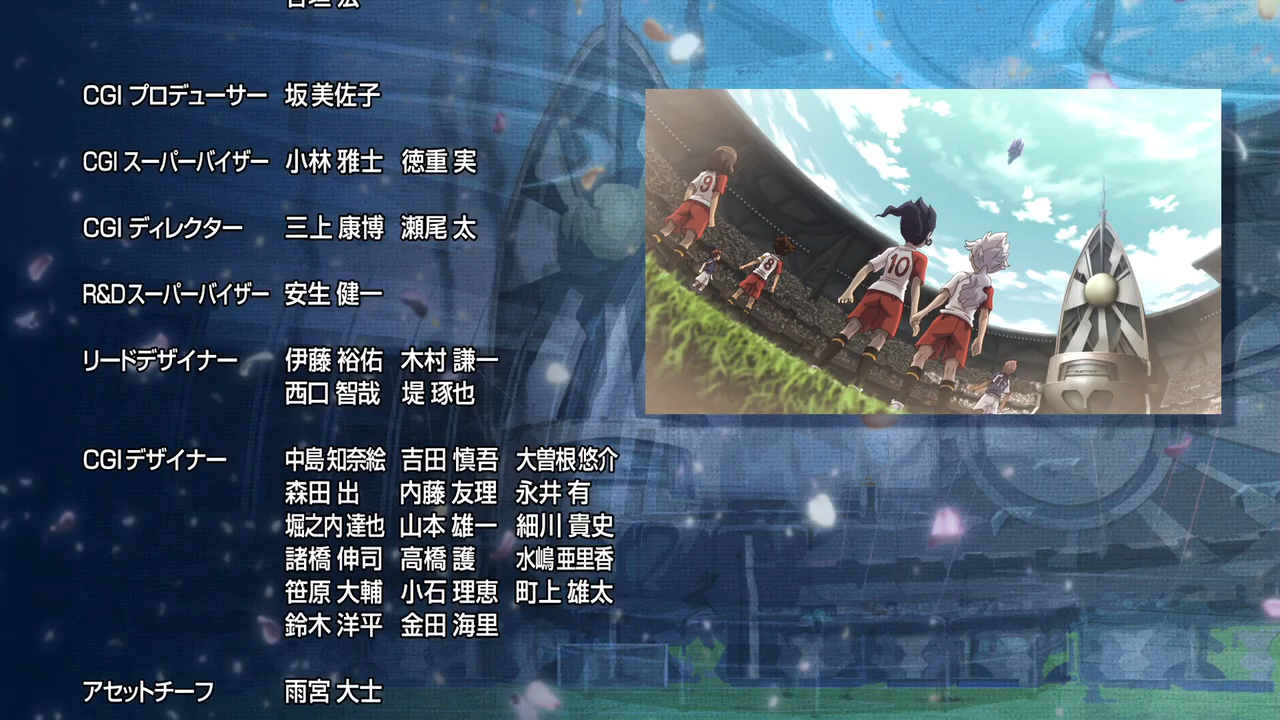 CGI プロデューサー 坂 美佐子
CGI スーパーバイザー 小林 雅士 徳重 実
CGI ディレクター 三上 康博 瀬尾 太
R&Dスーパーバイザー 安生 健一
リードデザイナー 伊藤 裕佑 木村 謙一
西口 智哉 堤 琢也
CGIデザイナー 中島 知奈絵 吉田 慎吾 大曽根 悠介
森田 出 内藤 友理 永井 有
堀之内 達也 山本 雄一 細川 貴史
諸橋 伸司 高橋 護 水嶋 亜里香
笹原 大輔 小石 理恵 町上 雄太
鈴木 洋平 金田 海里
アセットチーフ 雨宮 大士
9
8
10